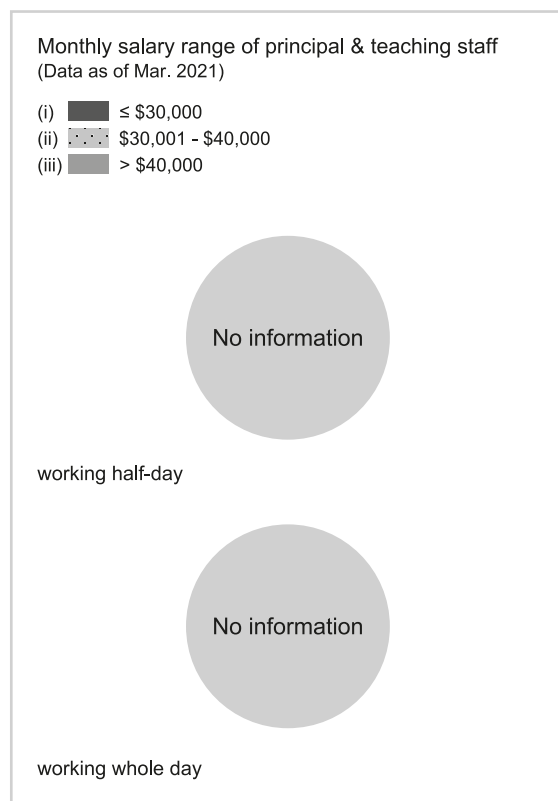 Monthly salary range of principal & teaching staff
(Data as of Mar. 2021)
(i) ≤ $30,000
(ii) $30,001 - $40,000
(iii) > $40,000
No information
working half-day
No information
working whole day